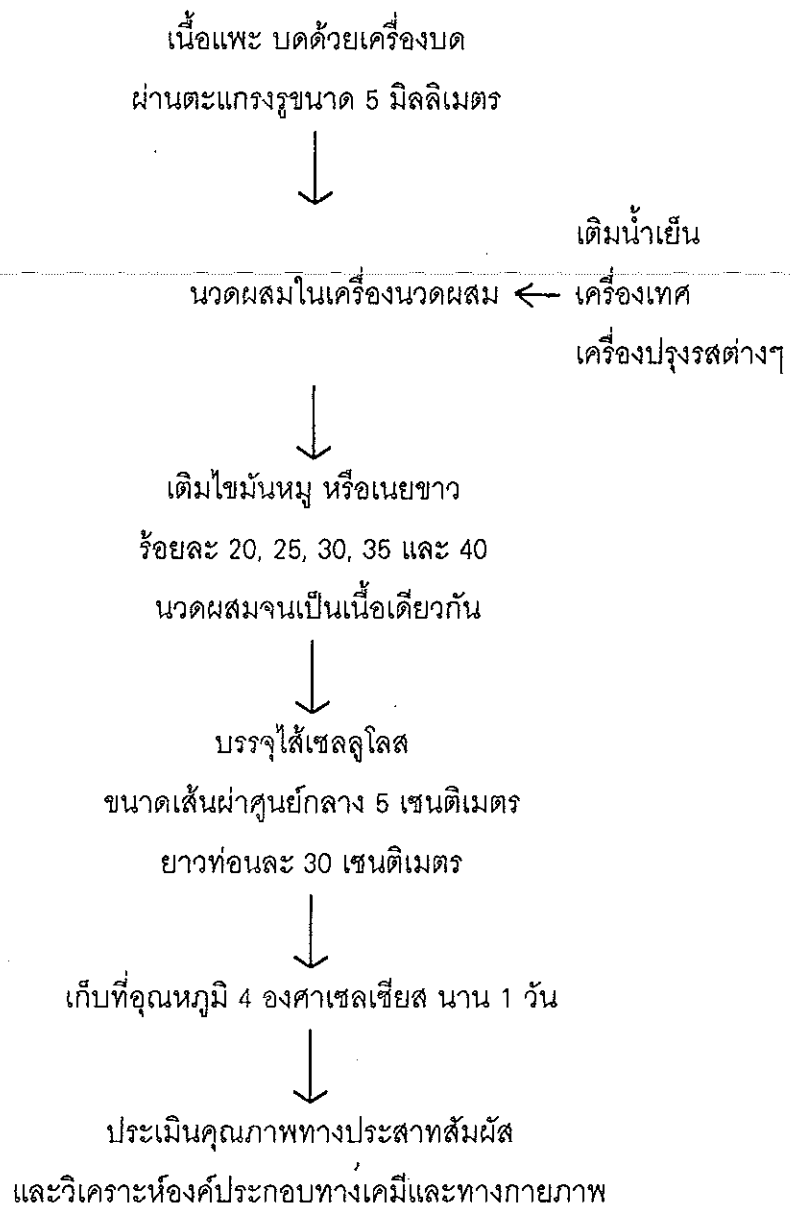 เนื้อแพะ บดด้วยเครื่องบด
ผ่านตะแกรงรูขนาด 5 มิลลิเมตร
เติมน้ำเย็น
นวดผสมในเครื่องนวดผสม ← เครื่องเทศ
เครื่องปรุงรสต่างๆ
เติมไขมันหมู หรือเนยขาว
ร้อยละ 20, 25, 30, 35 และ 40
นวดผสมจนเป็นเนื้อเดียวกัน
บรรจุไส้เซลลูโลส
ขนาดเส้นผ่าศูนย์กลาง 5 เซนติเมตร
ยาวท่อนละ 30 เซนติเมตร
เก็บที่อุณหภูมิ 4 องศาเซลเซียส นาน 1 วัน
ประเมินคุณภาพทางประสาทสัมผัส
และวิเคราะห์องค์ประกอบทางเคมีและทางกายภาพ